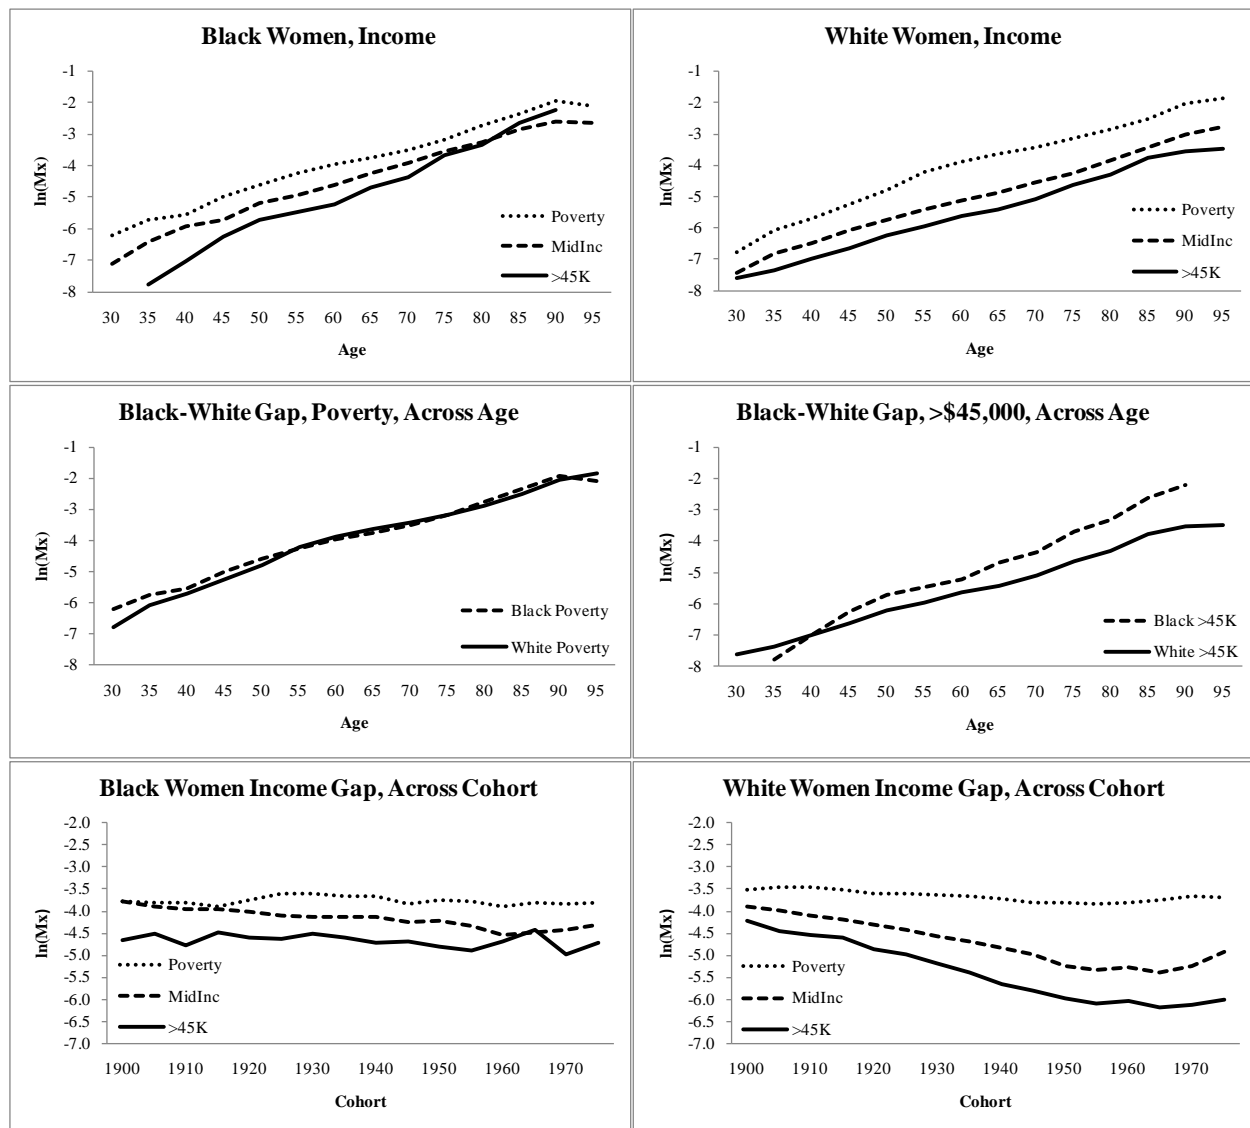 Black Women, Income
-1
-2
-3
-4
-5
-6
-7
-8
ln(Mx)
Poverty
MidInc
>45K
30 35 40 45 50 55 60 65 70 75 80 85 90 95
Age
White Women, Income
-1
-2
-3
-4
-5
-6
-7
-8
ln(Mx)
Poverty
MidInc
>45K
30 35 40 45 50 55 60 65 70 75 80 85 90 95
Age
Black-White Gap, Poverty, Across Age
-1
-2
-3
-4
-5
-6
-7
-8
ln(Mx)
Black Poverty
White Poverty
30 35 40 45 50 55 60 65 70 75 80 85 90 95
Age
Black-White Gap, >$45,000, Across Age
-1
-2
-3
-4
-5
-6
-7
-8
ln(Mx)
Black >45K
White >45K
30 35 40 45 50 55 60 65 70 75 80 85 90 95
Age
Black Women Income Gap, Across Cohort
-2.0
-2.5
-3.0
-3.5
-4.0
-4.5
-5.0
-5.5
-6.0
-6.5
-7.0
ln(Mx)
Poverty
MidInc
>45K
1900 1910 1920 1930 1940 1950 1960 1970
Cohort
White Women Income Gap, Across Cohort
-2.0
-2.5
-3.0
-3.5
-4.0
-4.5
-5.0
-5.5
-6.0
-6.5
-7.0
ln(Mx)
Poverty
MidInc
>45K
1900 1910 1920 1930 1940 1950 1960 1970
Cohort